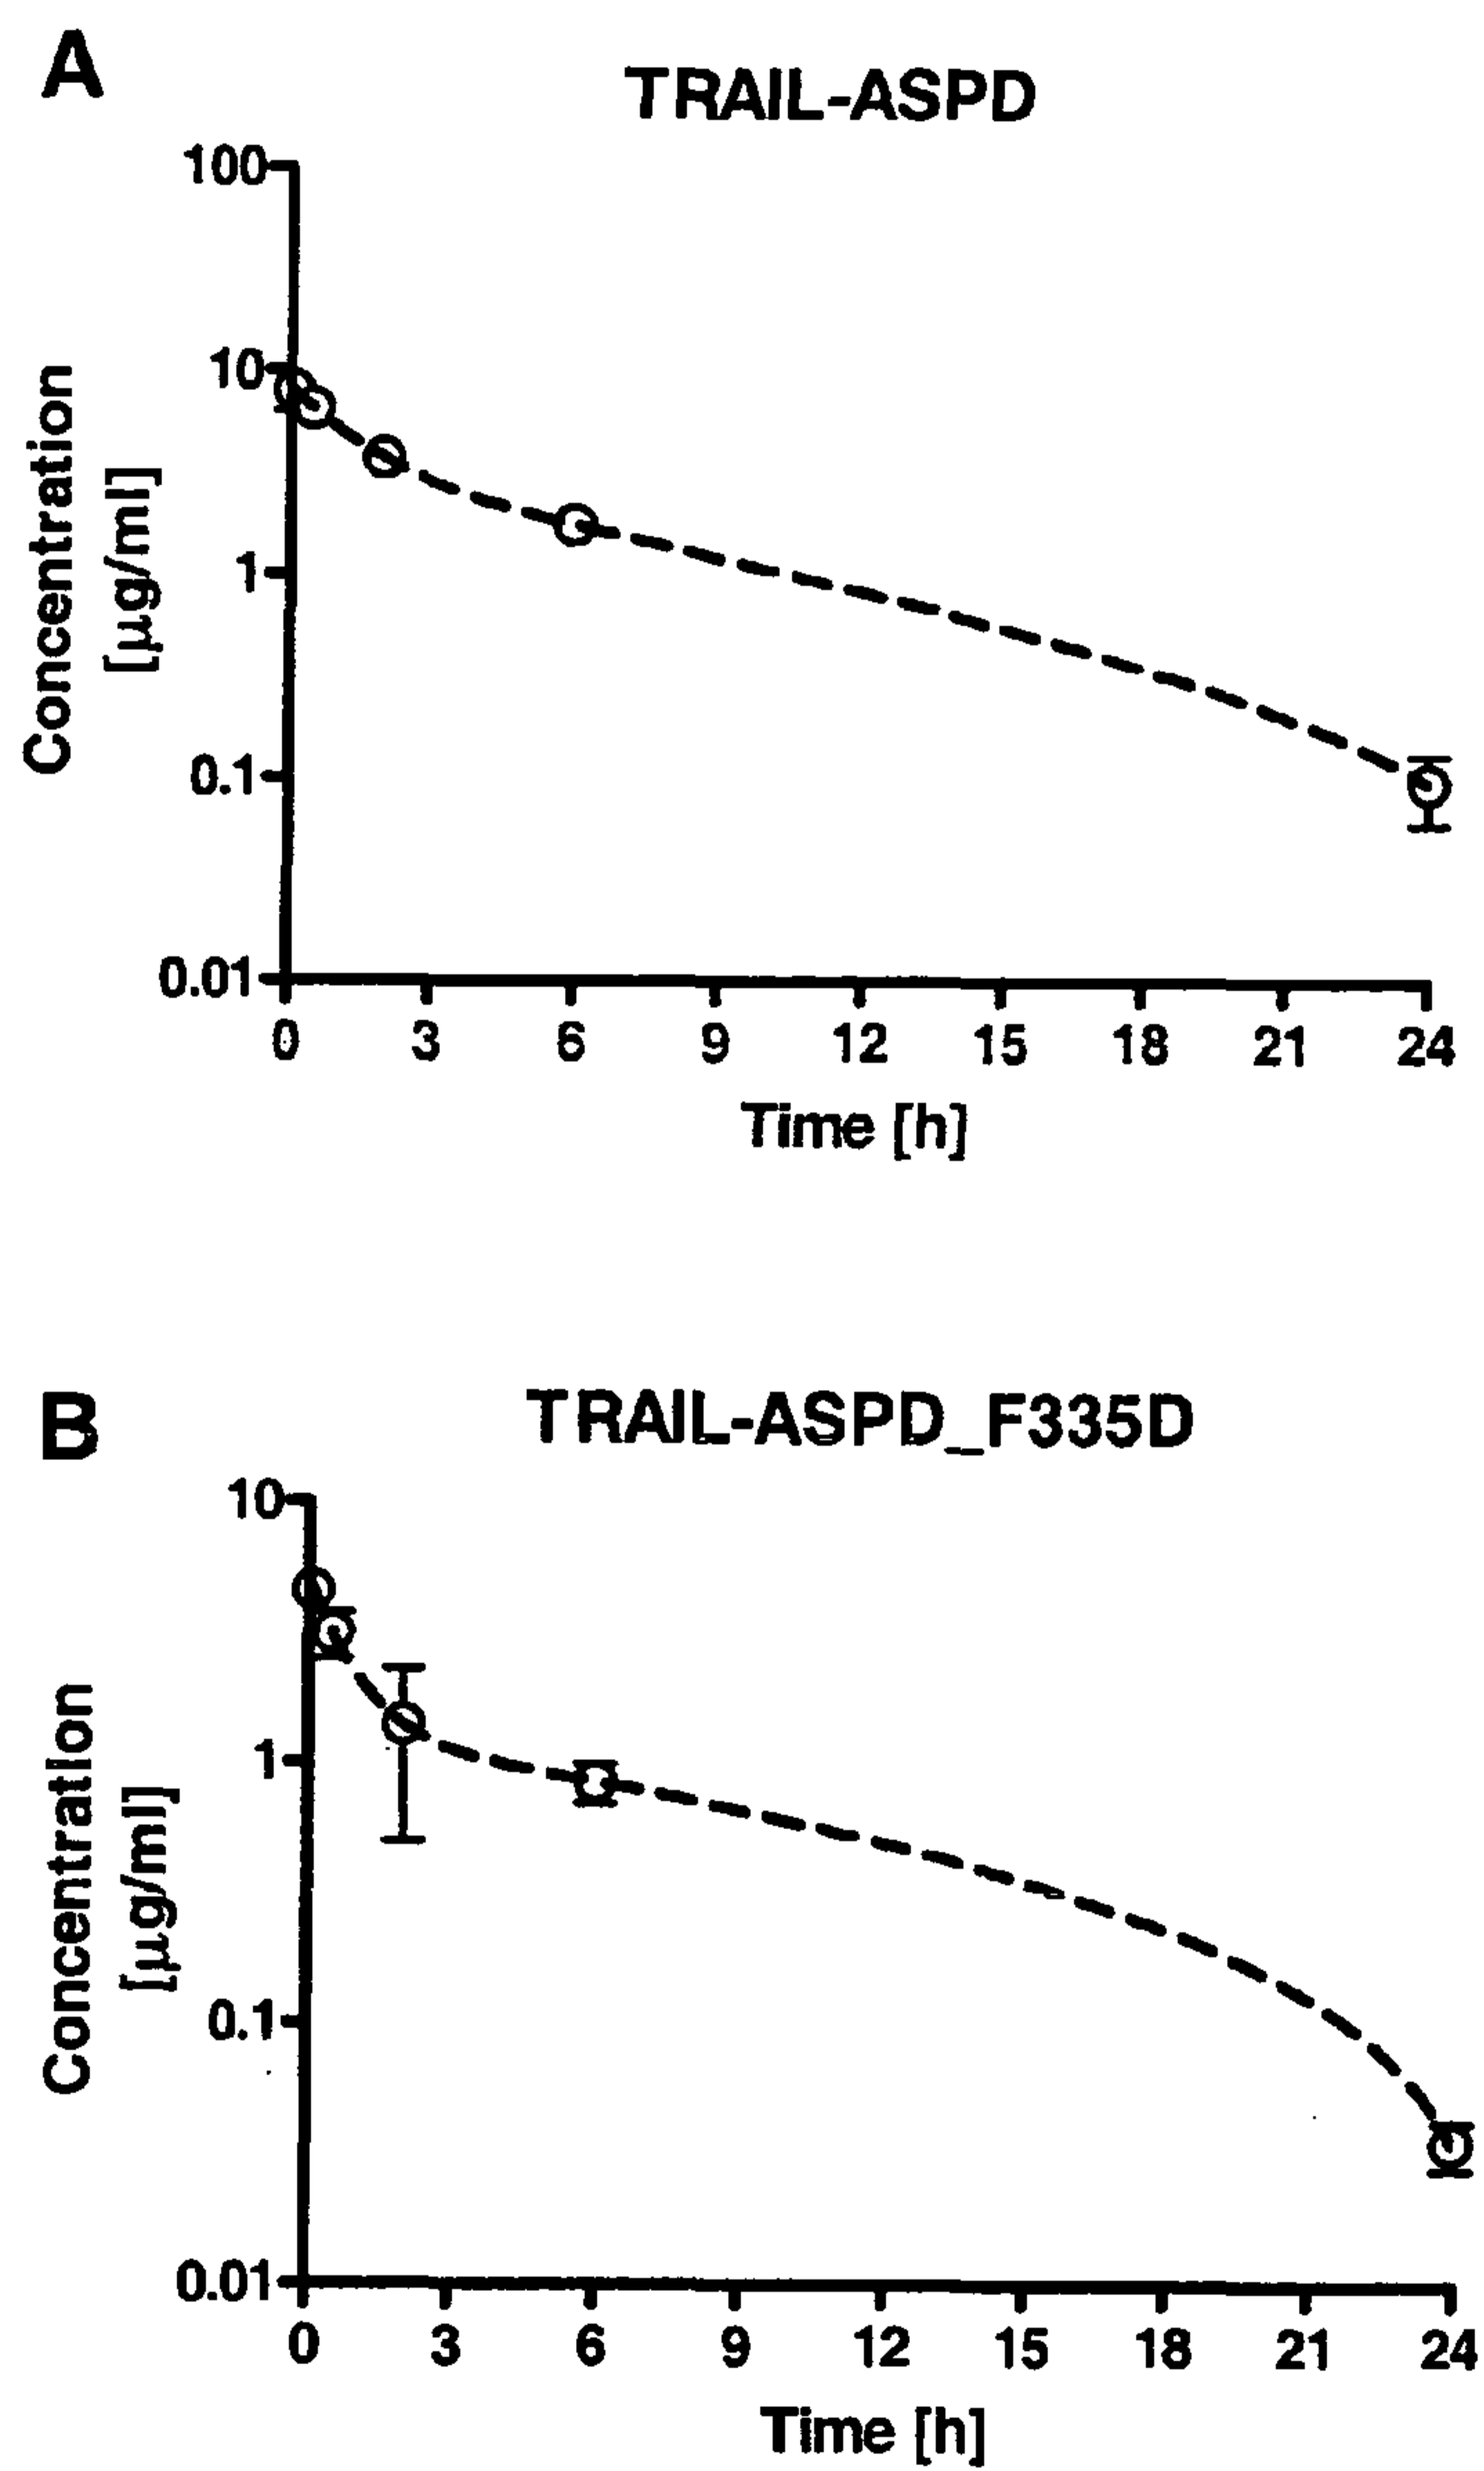 A
TRAIL-ASPD
100
10
1
0.1
0.01
Concentration
[µg/ml]
0 3 6 9 12 15 18 21 24
Time [h]
B
TRAIL-ASPD_F335D
10
1
0.1
0.01
Concentration
[µg/ml]
0 3 6 9 12 15 18 21 24
Time [h]